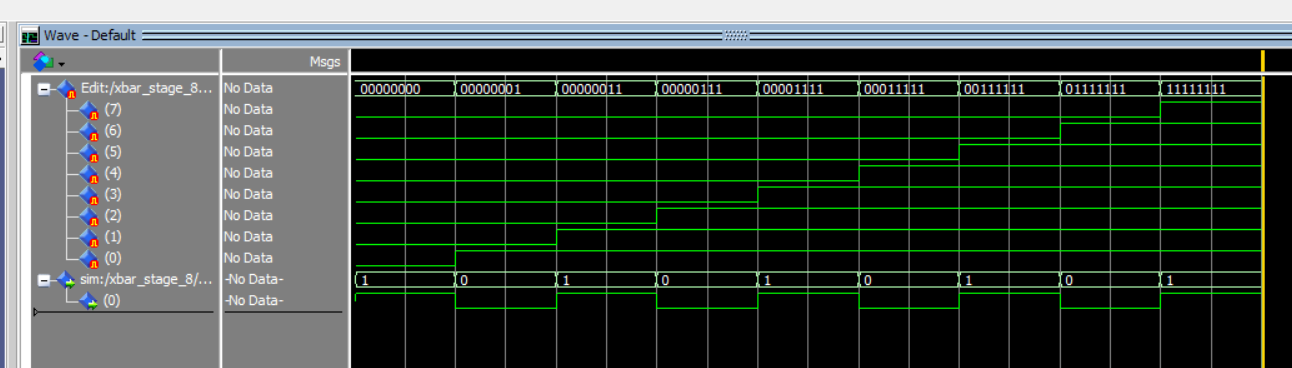 Wave - Default
Msgs
Edit:/xbar_stage_8... No Data 00000000 00000001 00000011 00000111 00001111 00011111 00111111 01111111 11111111
(7) No Data
(6) No Data
(5) No Data
(4) No Data
(3) No Data
(2) No Data
(1) No Data
(0) No Data
sim:/xbar_stage_8/... -No Data- 1 0 1 0 1 0 1 0 1
(0) -No Data-